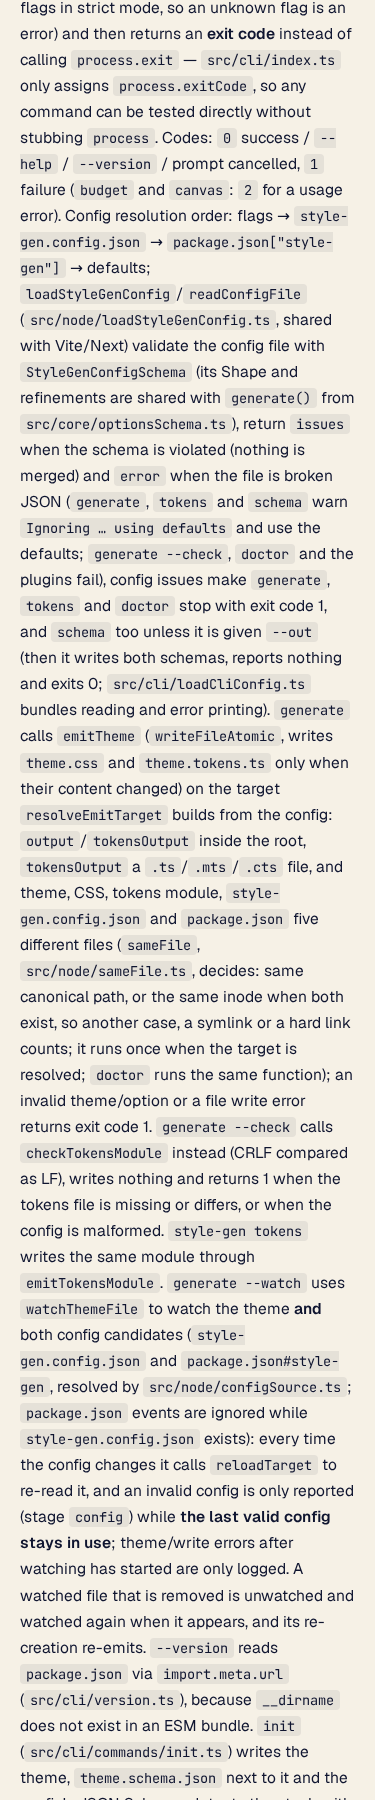 flags in strict mode, so an unknown flag is an
error) and then returns an exit code instead of
calling process.exit — src/cli/index.ts
only assigns process.exitCode, so any
command can be tested directly without
stubbing process. Codes: 0 success / --
help / --version / prompt cancelled, 1
failure (budget and canvas: 2 for a usage
error). Config resolution order: flags → style-
gen.config.json → package.json["style-
gen"] → defaults;
loadStyleGenConfig/readConfigFile
(src/node/loadStyleGenConfig.ts, shared
with Vite/Next) validate the config file with
StyleGenConfigSchema (its Shape and
refinements are shared with generate() from
src/core/optionsSchema.ts), return issues
when the schema is violated (nothing is
merged) and error when the file is broken
JSON (generate, tokens and schema warn
Ignoring … using defaults and use the
defaults; generate --check, doctor and the
plugins fail), config issues make generate,
tokens and doctor stop with exit code 1,
and schema too unless it is given --out
(then it writes both schemas, reports nothing
and exits 0; src/cli/loadCliConfig.ts
bundles reading and error printing). generate
calls emitTheme (writeFileAtomic, writes
theme.css and theme.tokens.ts only when
their content changed) on the target
resolveEmitTarget builds from the config:
output/tokensOutput inside the root,
tokensOutput a .ts/.mts/.cts file, and
theme, CSS, tokens module, style-
gen.config.json and package.json five
different files (sameFile,
src/node/sameFile.ts, decides: same
canonical path, or the same inode when both
exist, so another case, a symlink or a hard link
counts; it runs once when the target is
resolved; doctor runs the same function); an
invalid theme/option or a file write error
returns exit code 1. generate --check calls
checkTokensModule instead (CRLF compared
as LF), writes nothing and returns 1 when the
tokens file is missing or differs, or when the
config is malformed. style-gen tokens
writes the same module through
emitTokensModule. generate --watch uses
watchThemeFile to watch the theme and
both config candidates (style-
gen.config.json and package.json#style-
gen, resolved by src/node/configSource.ts;
package.json events are ignored while
style-gen.config.json exists): every time
the config changes it calls reloadTarget to
re-read it, and an invalid config is only reported
(stage config) while the last valid config
stays in use; theme/write errors after
watching has started are only logged. A
watched file that is removed is unwatched and
watched again when it appears, and its re-
creation re-emits. --version reads
package.json via import.meta.url
(src/cli/version.ts), because __dirname
does not exist in an ESM bundle. init
(src/cli/commands/init.ts) writes the
theme, theme.schema.json next to it and the